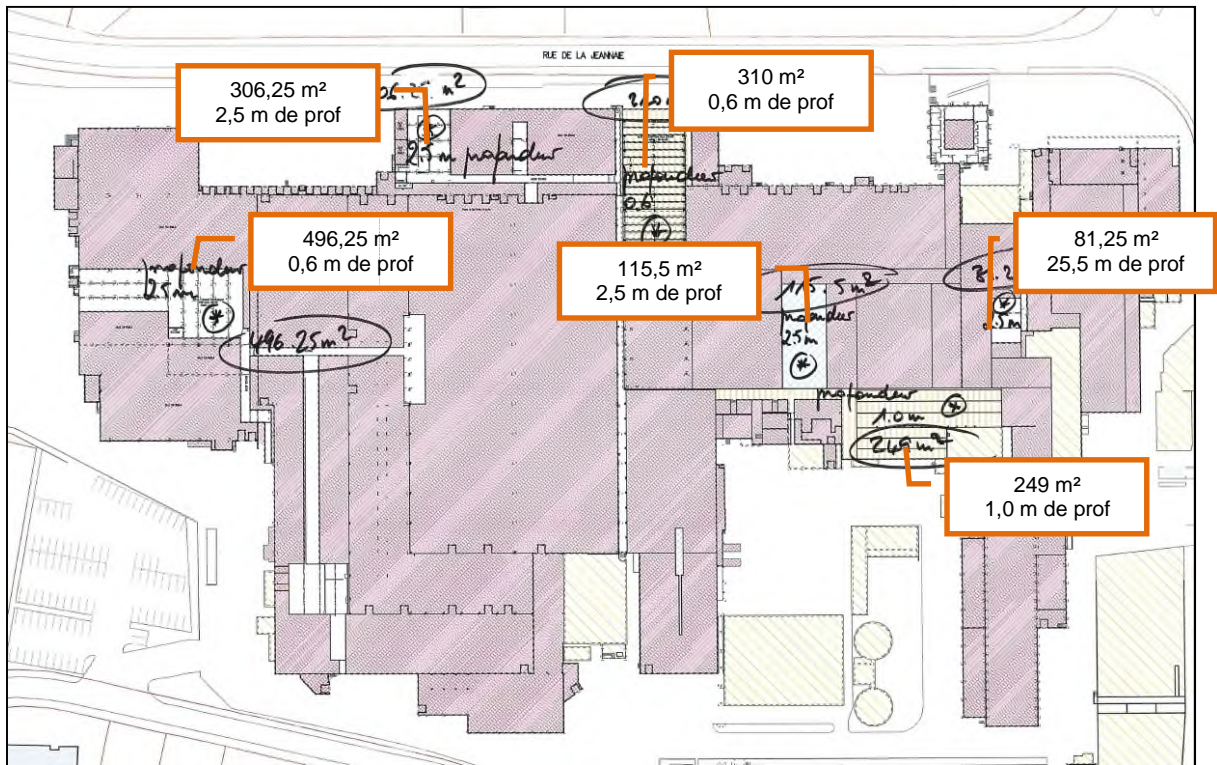 RUE DE LA JEANNAIE
306,25 m²
2,5 m de prof
310 m²
0,6 m de prof
2,5 m profondeur
profondeur
0.6
496,25 m²
0,6 m de prof
profondeur
2.5 m
496.25 m²
115,5 m²
2,5 m de prof
115.5 m²
profondeur
2.5 m
81,25 m²
25,5 m de prof
2.5 m
profondeur
1.0 m
249 m²
249 m²
1,0 m de prof